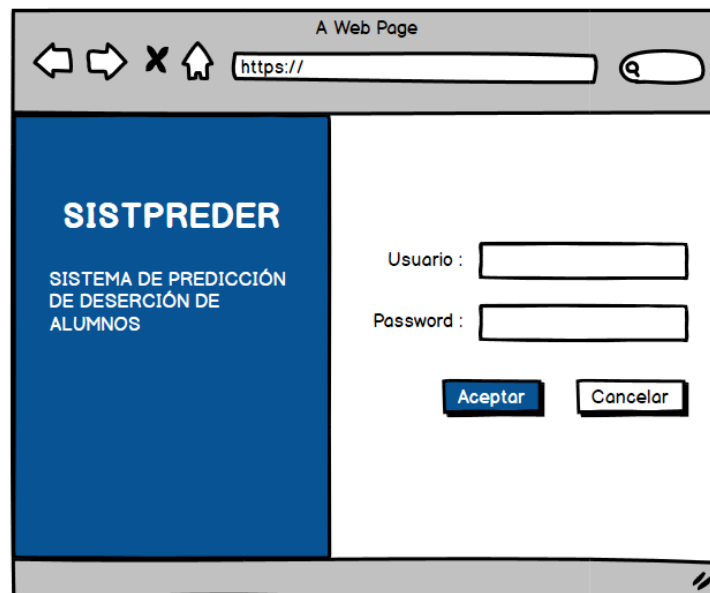 A Web Page
https://
SISTPREDER
SISTEMA DE PREDICCIÓN
DE DESERCIÓN DE
ALUMNOS
Usuario :
Password :
Aceptar
Cancelar